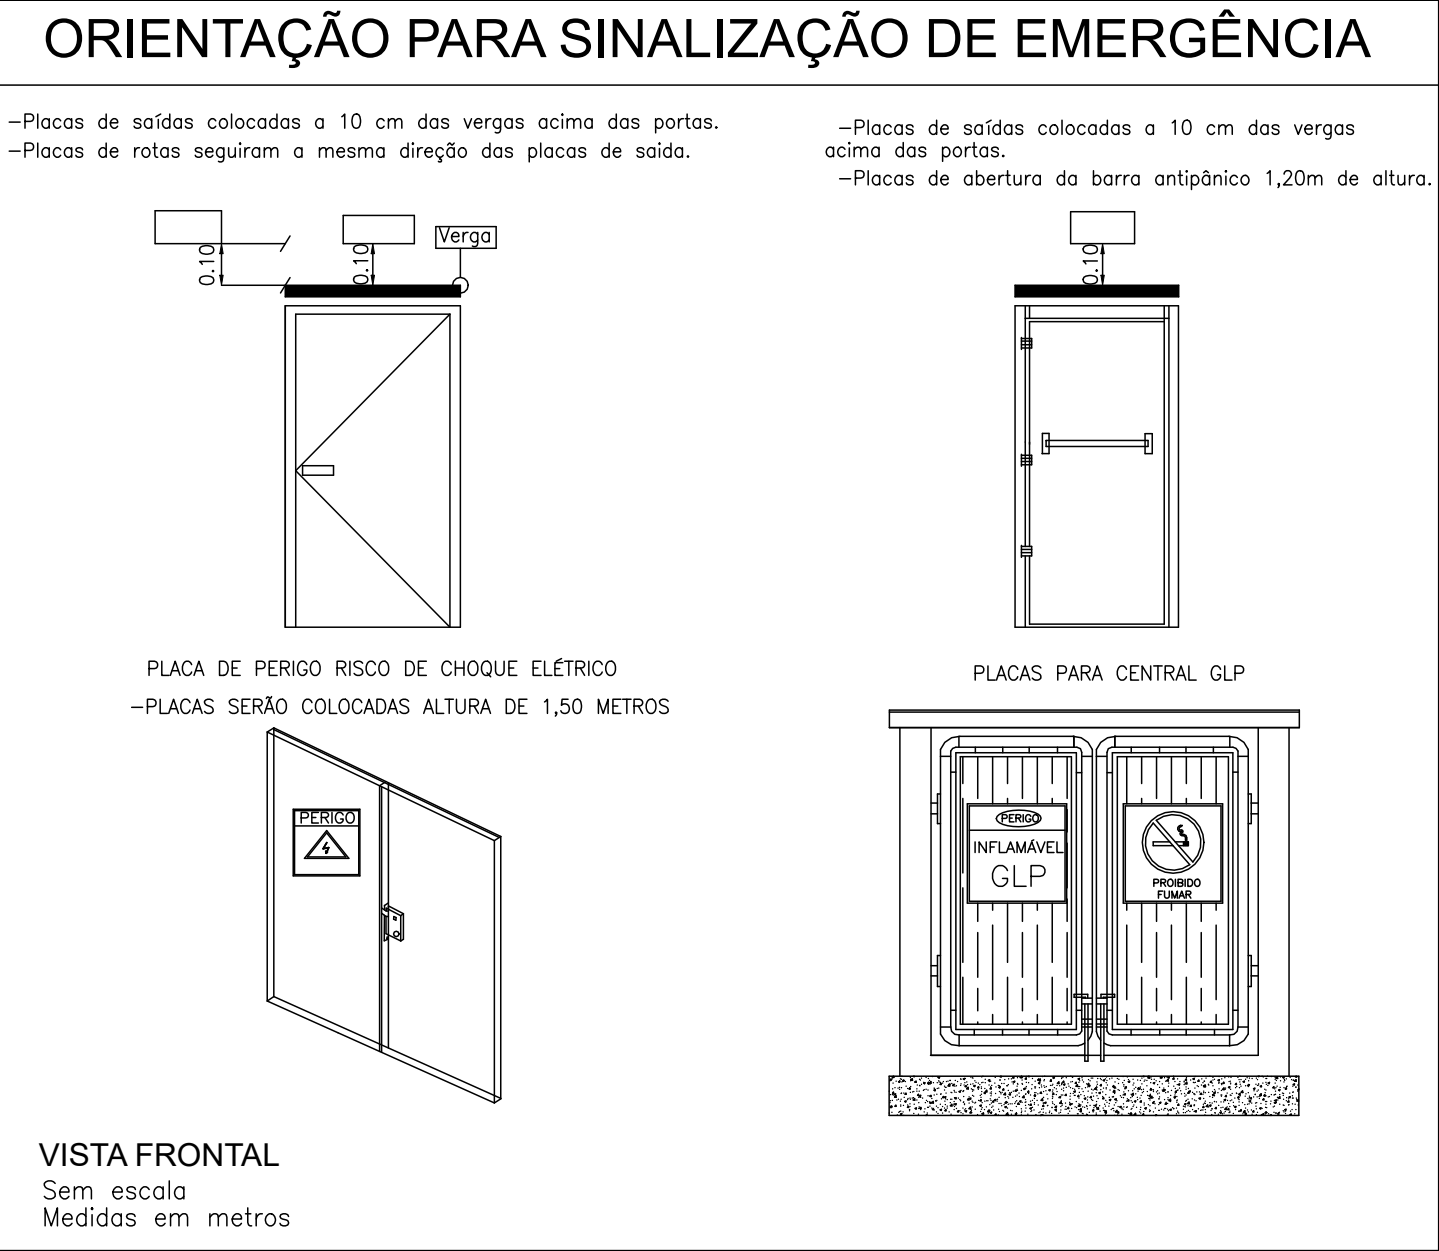 ORIENTAÇÃO PARA SINALIZAÇÃO DE EMERGÊNCIA
-Placas de saídas colocadas a 10 cm das vergas acima das portas.
-Placas de rotas seguiram a mesma direção das placas de saida.
-Placas de saídas colocadas a 10 cm das vergas
acima das portas.
-Placas de abertura da barra antipânico 1,20m de altura.
0.10
0.10
Verga
0.10
PLACA DE PERIGO RISCO DE CHOQUE ELÉTRICO
-PLACAS SERÃO COLOCADAS ALTURA DE 1,50 METROS
PERIGO
PLACAS PARA CENTRAL GLP
PERIGO
INFLAMÁVEL
GLP
PROIBIDO
FUMAR
VISTA FRONTAL
Sem escala
Medidas em metros